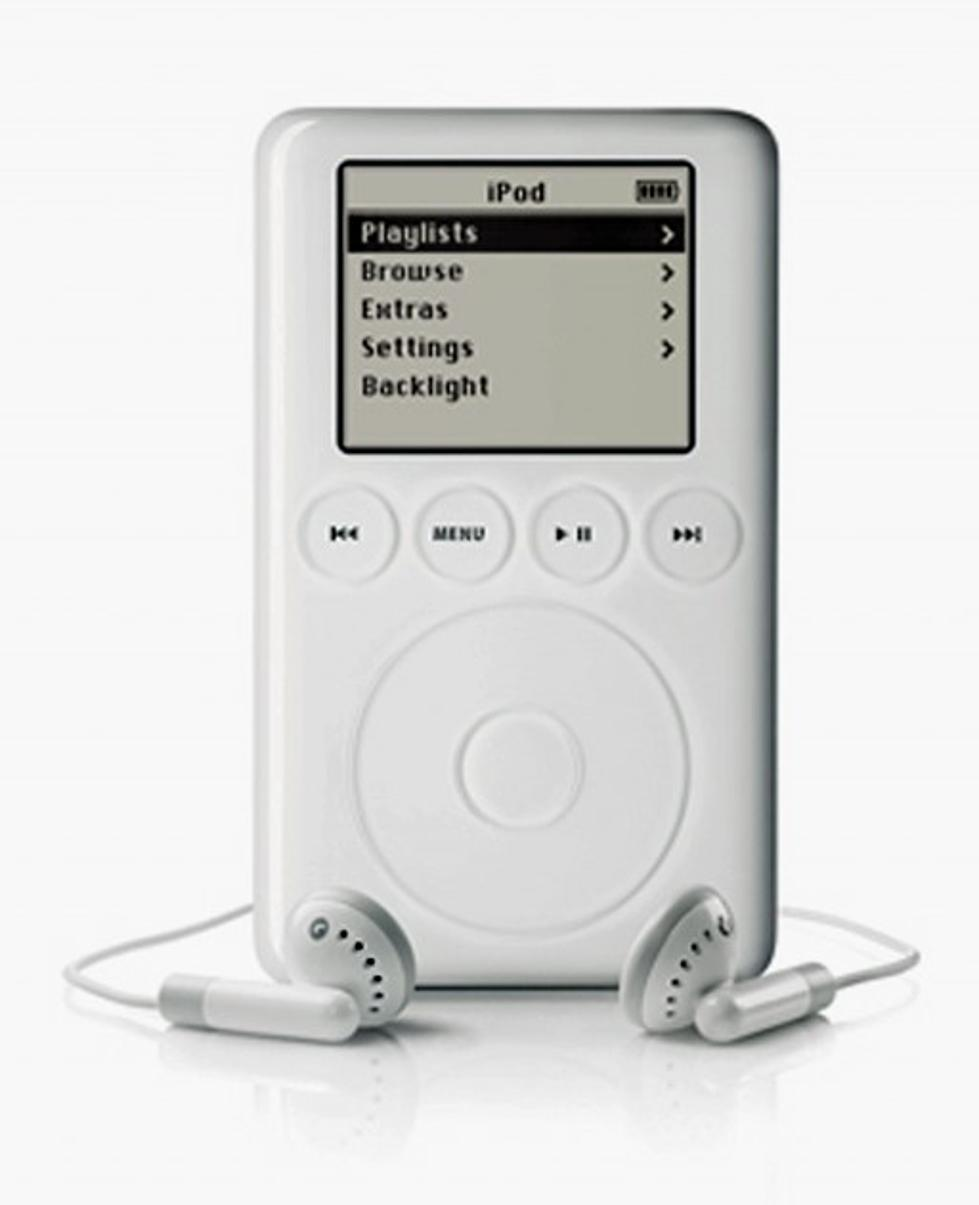 iPod
Playlists
Browse
Extras
Settings
Backlight
MENU